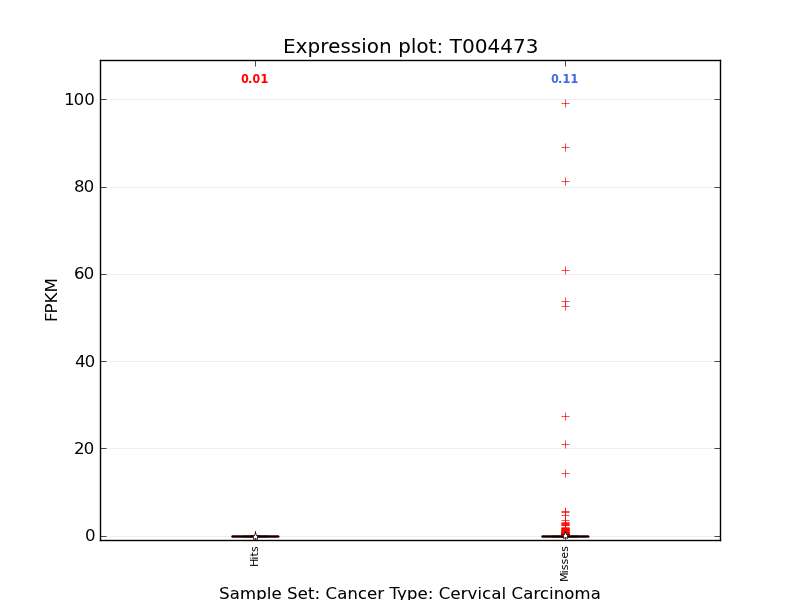 Expression plot: T004473
0.01
0.11
100
80
60
40
20
0
FPKM
Hits
Misses
Sample Set: Cancer Type: Cervical Carcinoma